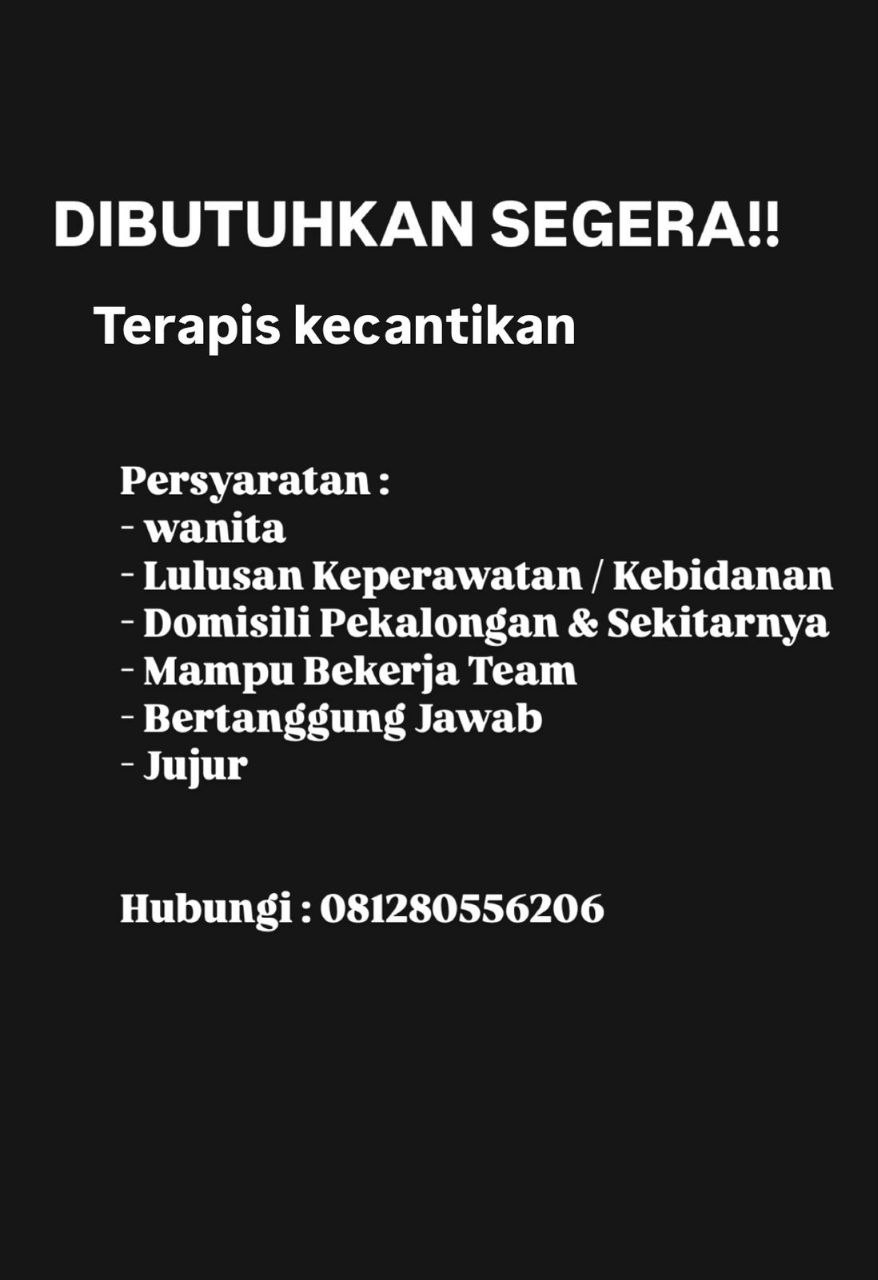 DIBUTUHKAN SEGERA!!
Terapis kecantikan
Persyaratan :
- wanita
- Lulusan Keperawatan / Kebidanan
- Domisili Pekalongan & Sekitarnya
- Mampu Bekerja Team
- Bertanggung Jawab
- Jujur
Hubungi : 081280556206